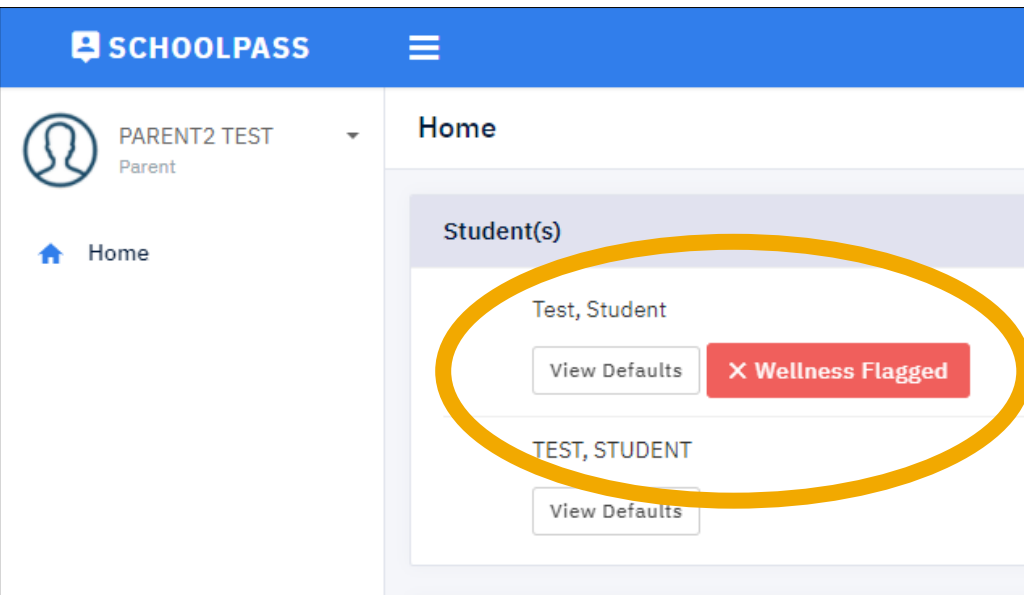 SCHOOLPASS
PARENT2 TEST
Parent
Home
Home
Student(s)
Test, Student
View Defaults
X Wellness Flagged
TEST, STUDENT
View Defaults